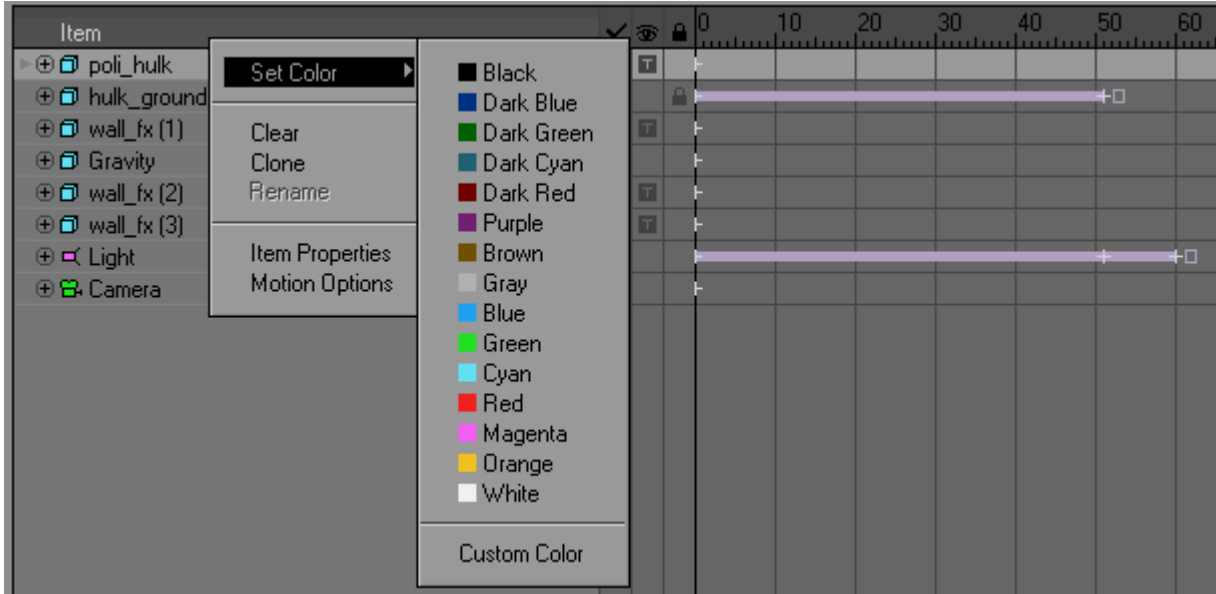 Item
0 10 20 30 40 50 60
poli_hulk
T
hulk_ground
wall_fx (1)
T
Gravity
wall_fx (2)
T
wall_fx (3)
T
Light
Camera
Set Color
Clear
Clone
Rename
Item Properties
Motion Options
Black
Dark Blue
Dark Green
Dark Cyan
Dark Red
Purple
Brown
Gray
Blue
Green
Cyan
Red
Magenta
Orange
White
Custom Color